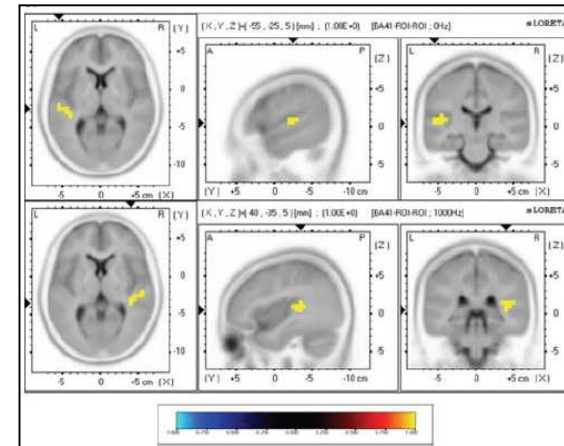 (X, Y, Z)=( -55 , -25 , 5 ) [mm] ; (1.00E+0) [BA41-ROI-ROI ; 0Hz] sLORETA
L R (Y) A P (Z) L R (Z)
+5 +5 +5
0
-5 0 0
-10 -5 -5
-5 0 +5 cm (X) (Y) +5 0 -5 -10 cm -5 0 +5 cm (X)
(X, Y, Z)=( 40 , -35 , 5 ) [mm] ; (1.00E+0) [BA41-ROI-ROI ; 1000Hz] sLORETA
L R (Y) A P (Z) L R (Z)
+5 +5 +5
0
-5 0 0
-10 -5 -5
-5 0 +5 cm (X) (Y) +5 0 -5 -10 cm -5 0 +5 cm (X)